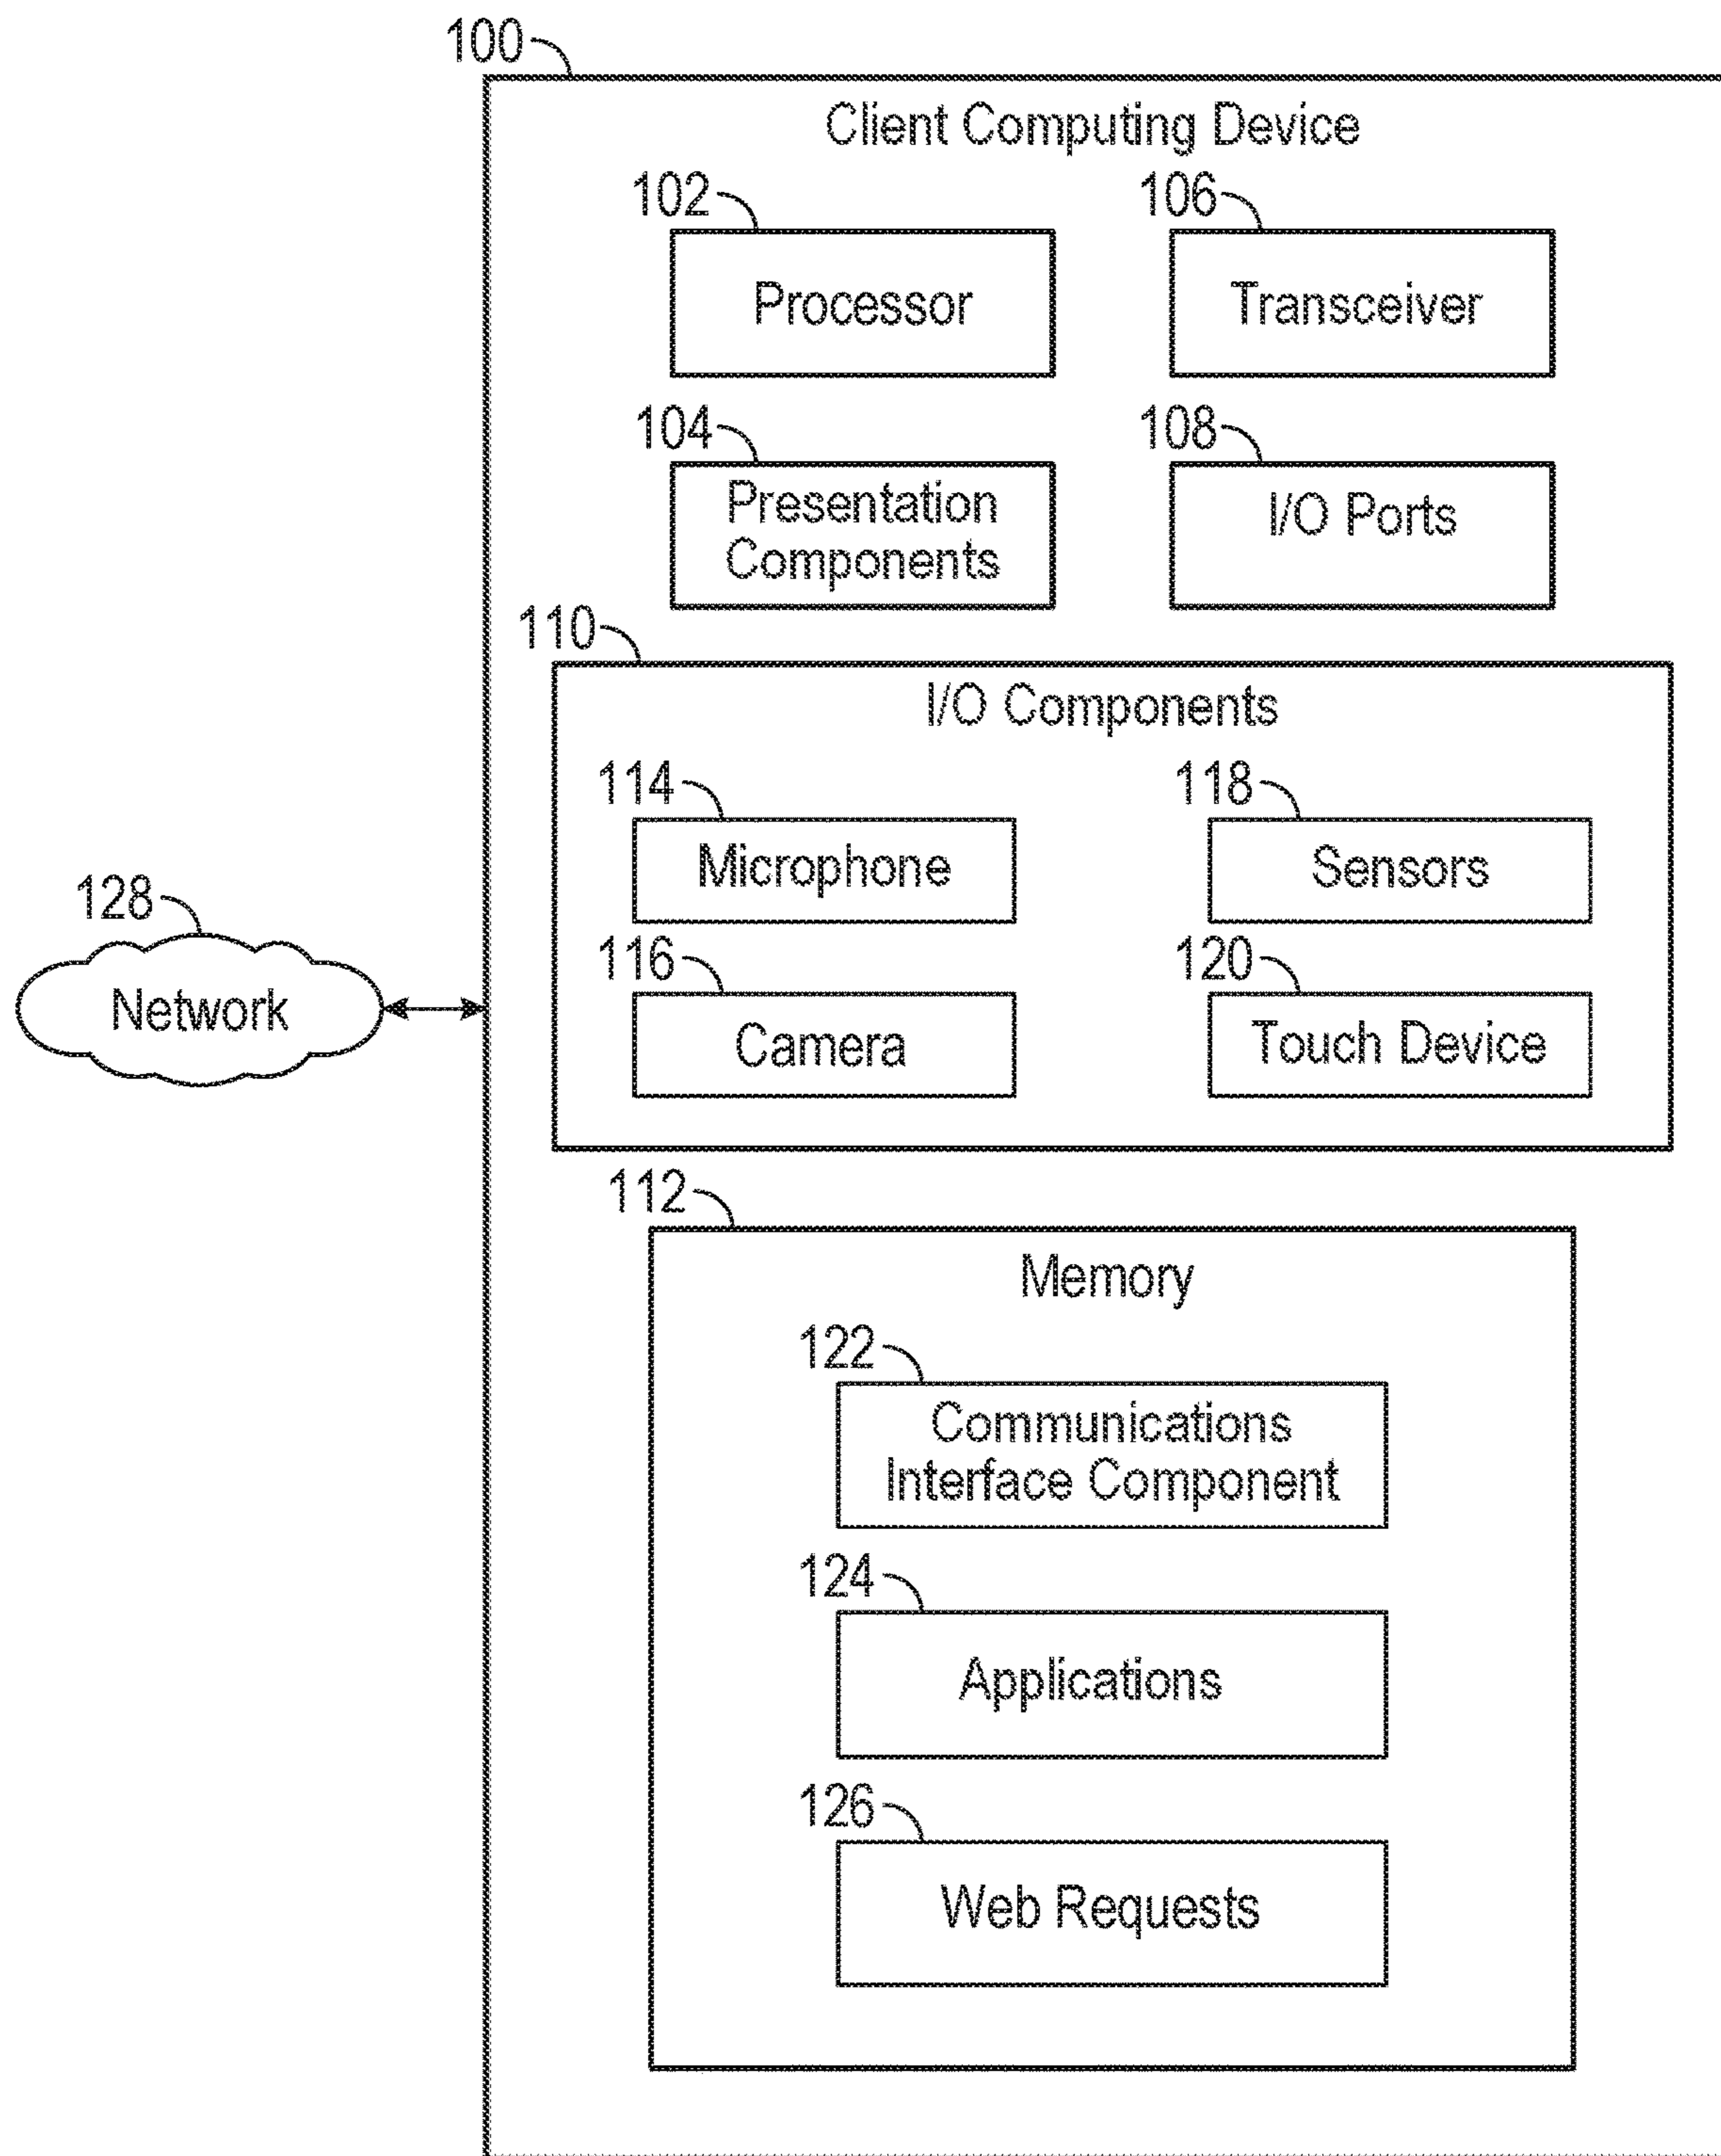 100
Client Computing Device
102
106
Processor
Transceiver
104
108
Presentation
Components
I/O Ports
110
I/O Components
114
118
Microphone
Sensors
128
Network
116
120
Camera
Touch Device
112
Memory
122
Communications
Interface Component
124
Applications
126
Web Requests